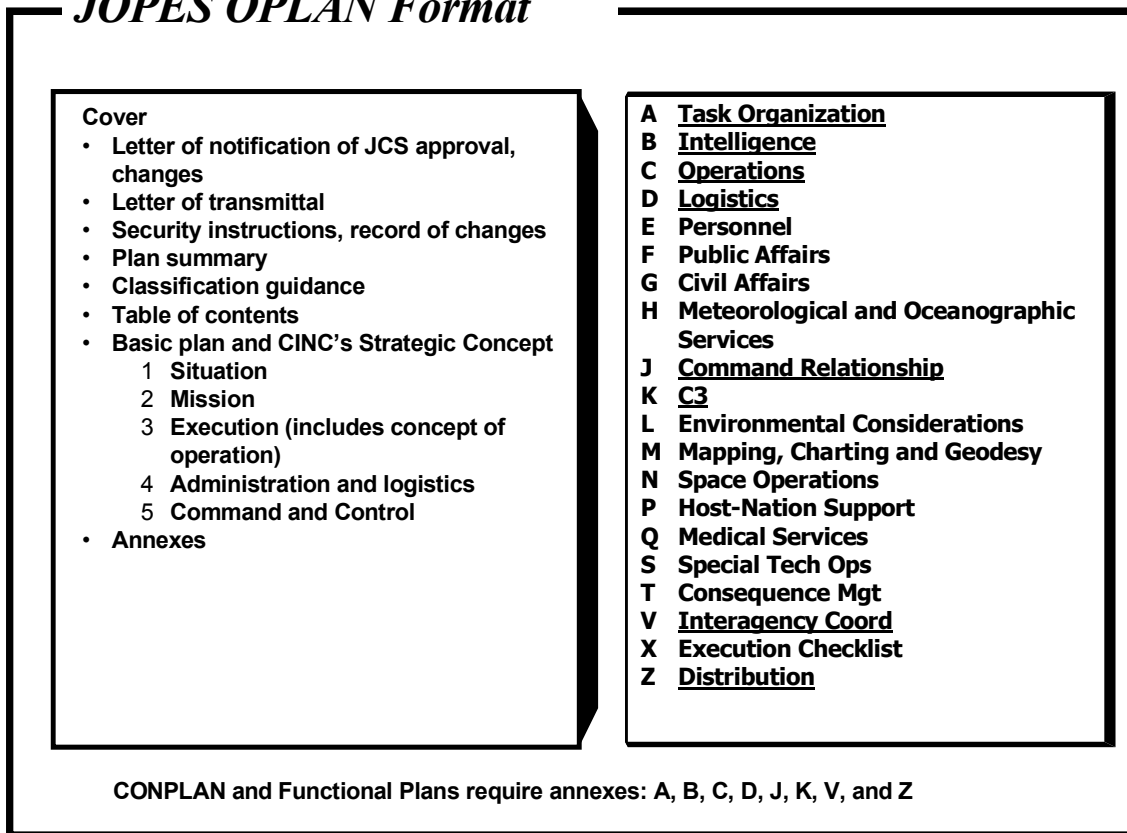 JOPES OPLAN Format
Cover
• Letter of notification of JCS approval,
changes
• Letter of transmittal
• Security instructions, record of changes
• Plan summary
• Classification guidance
• Table of contents
• Basic plan and CINC’s Strategic Concept
1 Situation
2 Mission
3 Execution (includes concept of
operation)
4 Administration and logistics
5 Command and Control
• Annexes
A Task Organization
B Intelligence
C Operations
D Logistics
E Personnel
F Public Affairs
G Civil Affairs
H Meteorological and Oceanographic
Services
J Command Relationship
K C3
L Environmental Considerations
M Mapping, Charting and Geodesy
N Space Operations
P Host-Nation Support
Q Medical Services
S Special Tech Ops
T Consequence Mgt
V Interagency Coord
X Execution Checklist
Z Distribution
CONPLAN and Functional Plans require annexes: A, B, C, D, J, K, V, and Z